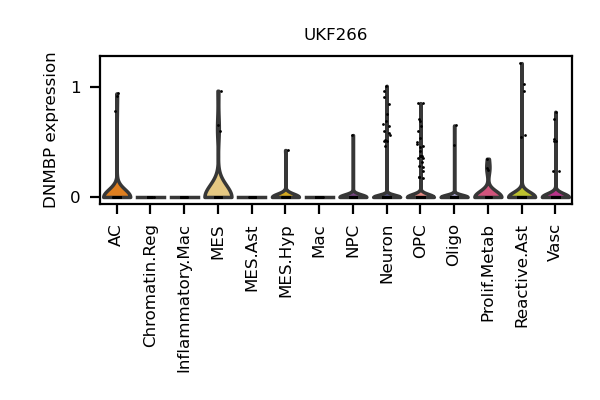 UKF266
DNMBP expression
1
0
AC
Chromatin.Reg
Inflammatory.Mac
MES
MES.Ast
MES.Hyp
Mac
NPC
Neuron
OPC
Oligo
Prolif.Metab
Reactive.Ast
Vasc